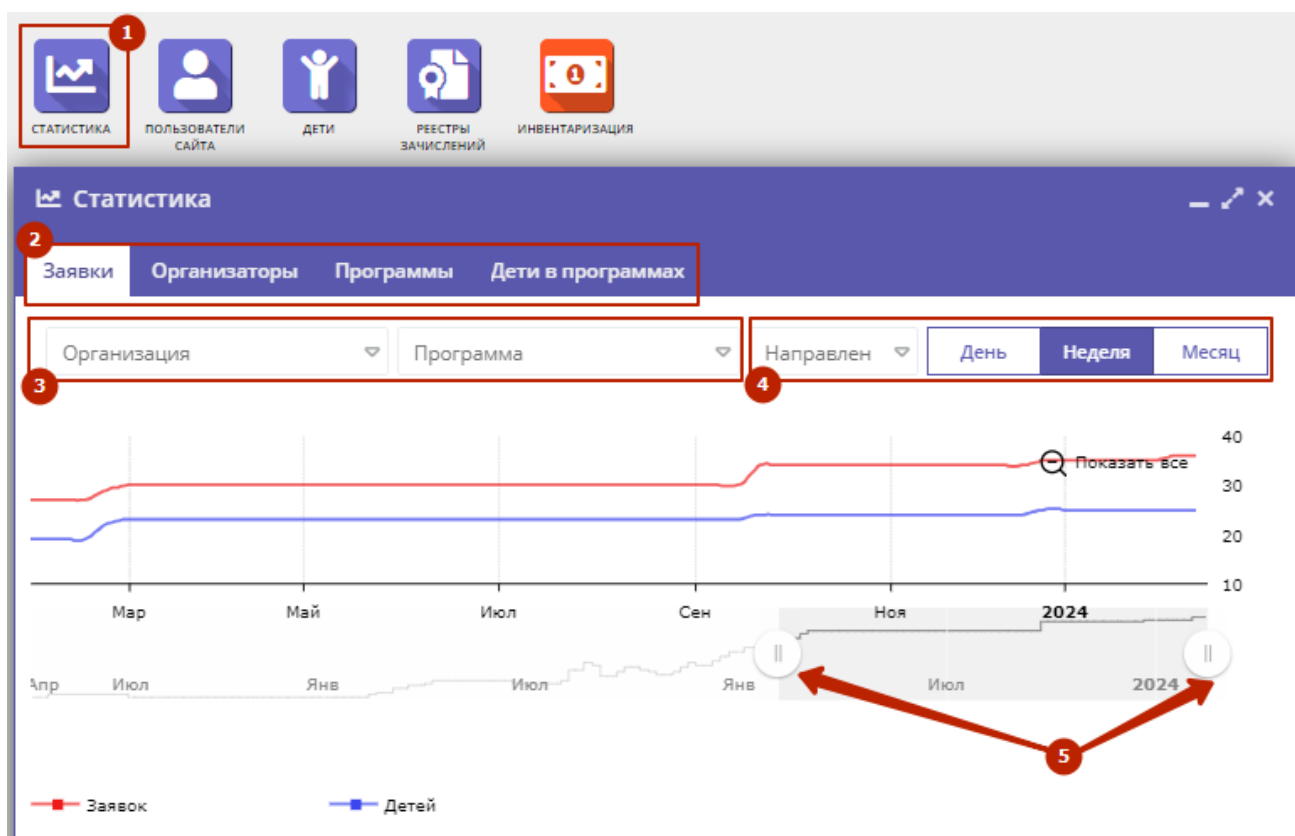 1
СТАТИСТИКА
ПОЛЬЗОВАТЕЛИ
САЙТА
ДЕТИ
РЕЕСТРЫ
ЗАЧИСЛЕНИЙ
1
ИНВЕНТАРИЗАЦИЯ
Статистика
2
Заявки Организаторы Программы Дети в программах
Организация Программа Направлен День Неделя Месяц
3 4
40
Показать все
30
20
10
Мар Май Июл Сен Ноя 2024
Апр Июл Янв Июл Янв Июл 2024
5
Заявок Детей